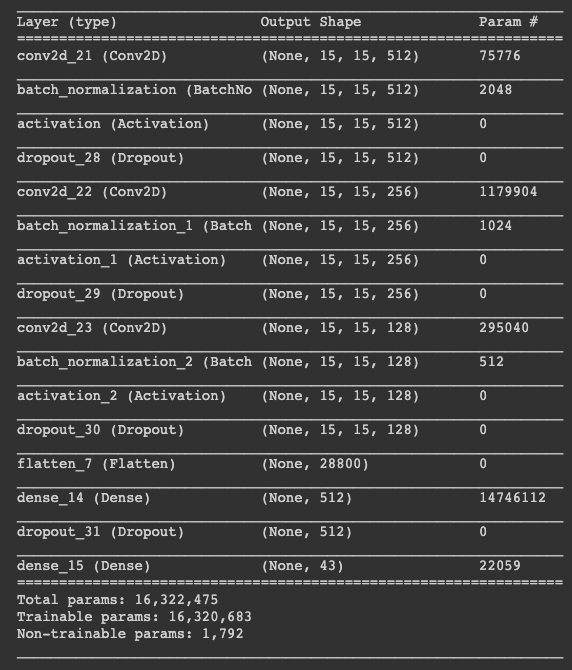 Layer (type) Output Shape Param #
=================================================================
conv2d_21 (Conv2D) (None, 15, 15, 512) 75776
batch_normalization (BatchNo (None, 15, 15, 512) 2048
activation (Activation) (None, 15, 15, 512) 0
dropout_28 (Dropout) (None, 15, 15, 512) 0
conv2d_22 (Conv2D) (None, 15, 15, 256) 1179904
batch_normalization_1 (Batch (None, 15, 15, 256) 1024
activation_1 (Activation) (None, 15, 15, 256) 0
dropout_29 (Dropout) (None, 15, 15, 256) 0
conv2d_23 (Conv2D) (None, 15, 15, 128) 295040
batch_normalization_2 (Batch (None, 15, 15, 128) 512
activation_2 (Activation) (None, 15, 15, 128) 0
dropout_30 (Dropout) (None, 15, 15, 128) 0
flatten_7 (Flatten) (None, 28800) 0
dense_14 (Dense) (None, 512) 14746112
dropout_31 (Dropout) (None, 512) 0
dense_15 (Dense) (None, 43) 22059
=================================================================
Total params: 16,322,475
Trainable params: 16,320,683
Non-trainable params: 1,792